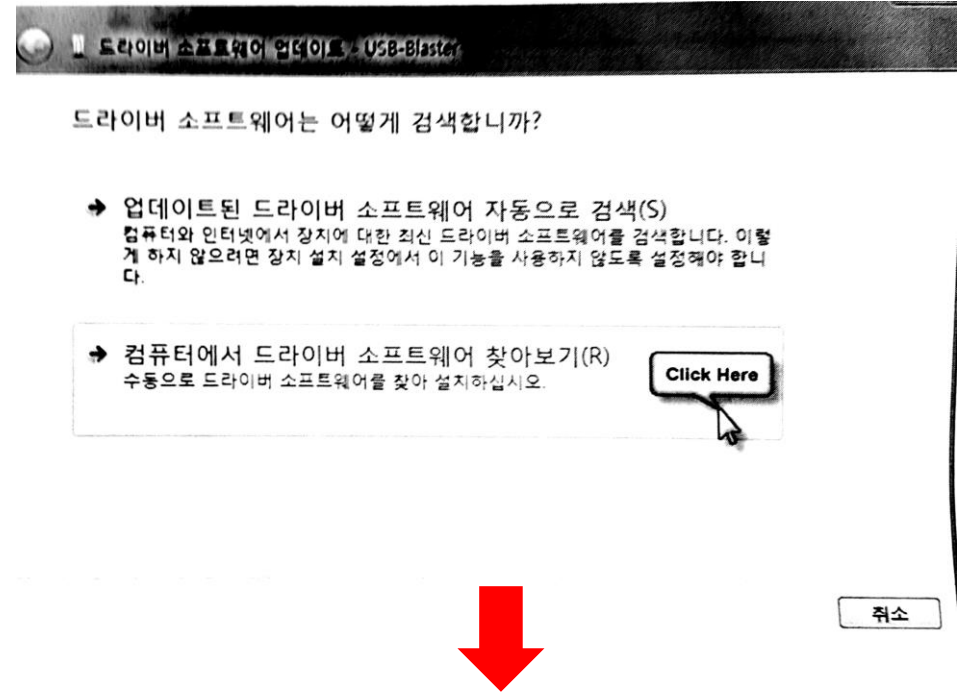 드라이버 소프트웨어 업데이트 - USB-Blaster
드라이버 소프트웨어는 어떻게 검색합니까?
업데이트된 드라이버 소프트웨어 자동으로 검색(S)
컴퓨터와 인터넷에서 장치에 대한 최신 드라이버 소프트웨어를 검색합니다. 이렇
게 하지 않으려면 장치 설치 설정에서 이 기능을 사용하지 않도록 설정해야 합니
다.
컴퓨터에서 드라이버 소프트웨어 찾아보기(R)
수동으로 드라이버 소프트웨어를 찾아 설치하십시오.
Click Here
취소